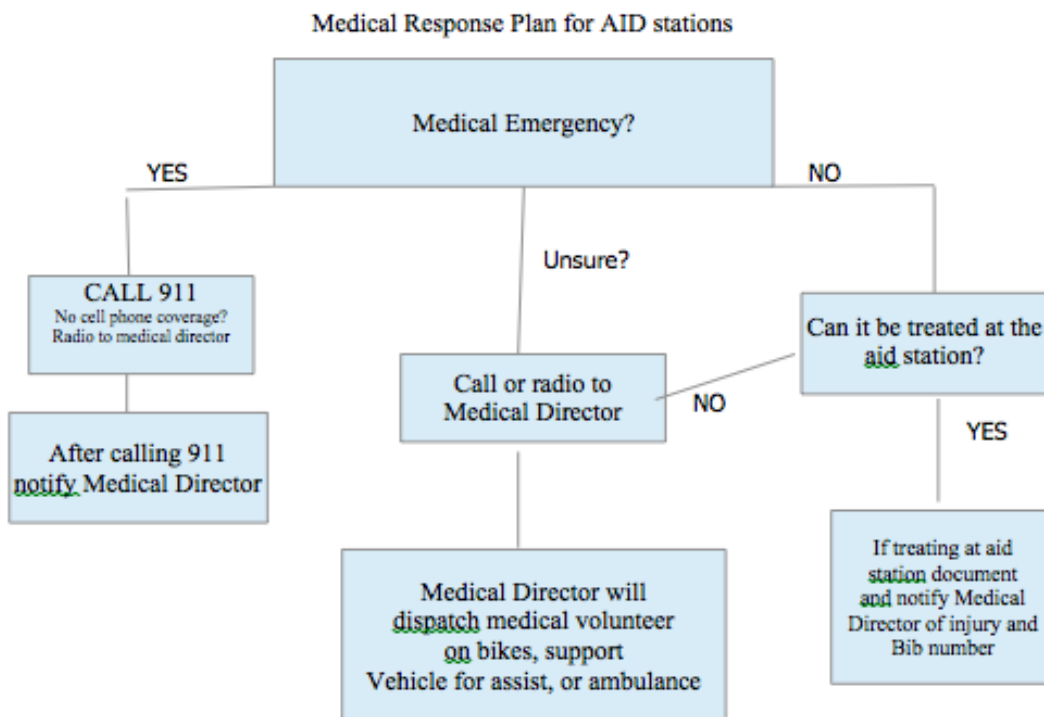 Medical Response Plan for AID stations
Medical Emergency?
YES
NO
Unsure?
CALL 911
No cell phone coverage?
Radio to medical director
Can it be treated at the
aid station?
Call or radio to
Medical Director
NO
YES
After calling 911
notify Medical Director
If treating at aid
station document
and notify Medical
Director of injury and
Bib number
Medical Director will
dispatch medical volunteer
on bikes, support
Vehicle for assist, or ambulance